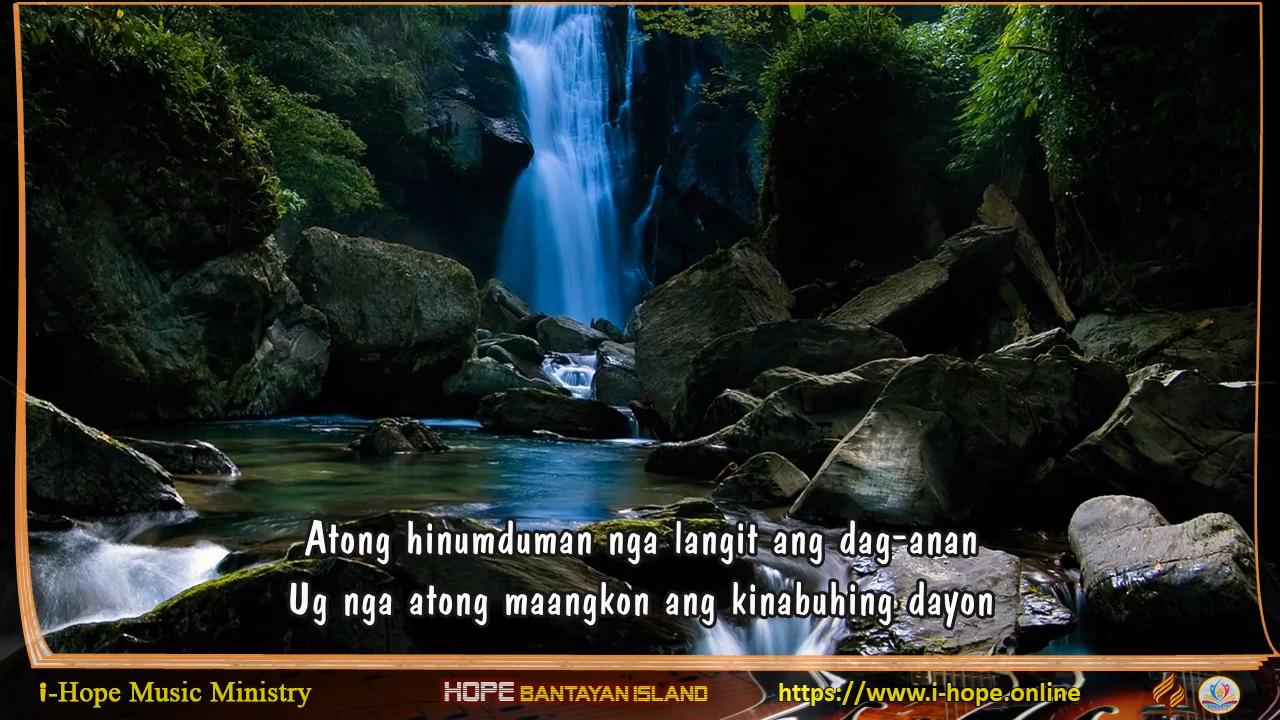 Atong hinumduman nga langit ang dag-anan
Ug nga atong maangkon ang kinabuhing dayon
i-Hope Music Ministry
HOPE BANTAYAN ISLAND
https://www.i-hope.online